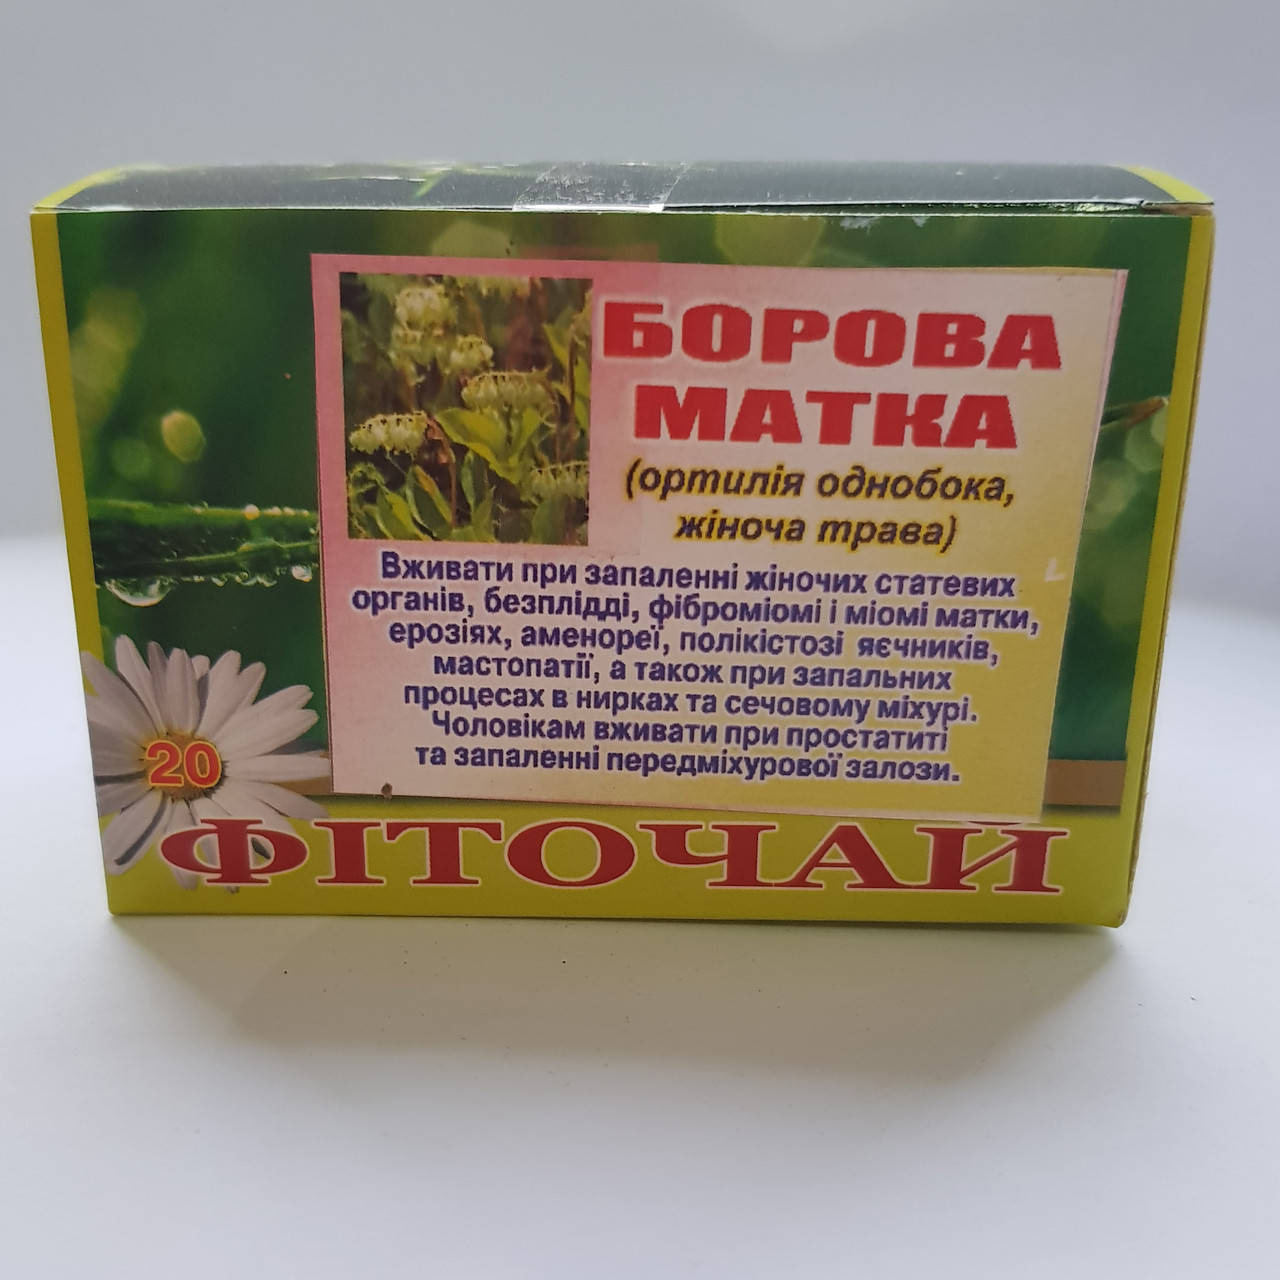 БОРОВА
МАТКА
(ортилія однобока,
жіноча трава)
Вживати при запаленні жіночих статевих
органів, безплідді, фіброміомі і міомі матки,
ерозіях, аменореї, полікістозі яєчників,
мастопатії, а також при запальних
процесах в нирках та сечовому міхурі.
Чоловікам вживати при простатиті
та запаленні передміхурової залози.
20
ФІТОЧАЙ